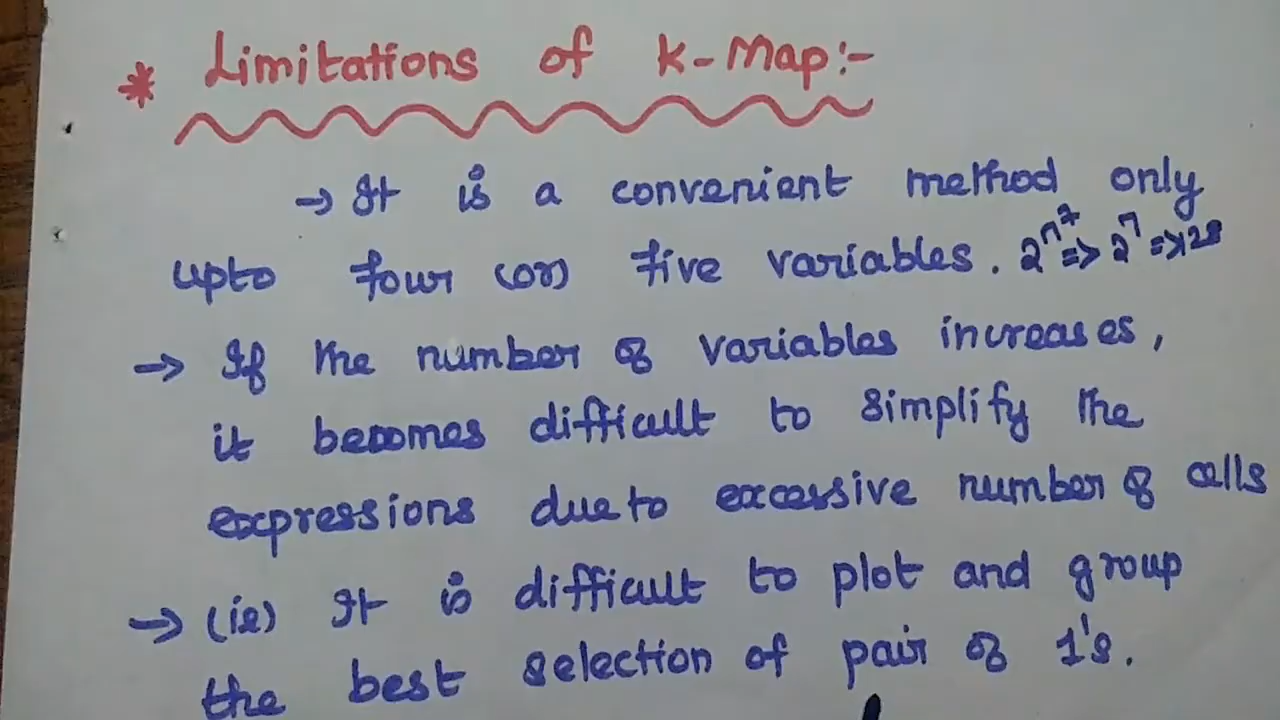 * Limitations of K-Map:-
→ It is a convenient method only
upto four (or) five variables. 2^n^7 => 2^7 => 128
→ If the number of variables increases,
it becomes difficult to simplify the
expressions due to excessive number of cells
→ (ie) It is difficult to plot and group
the best selection of pair of 1's.